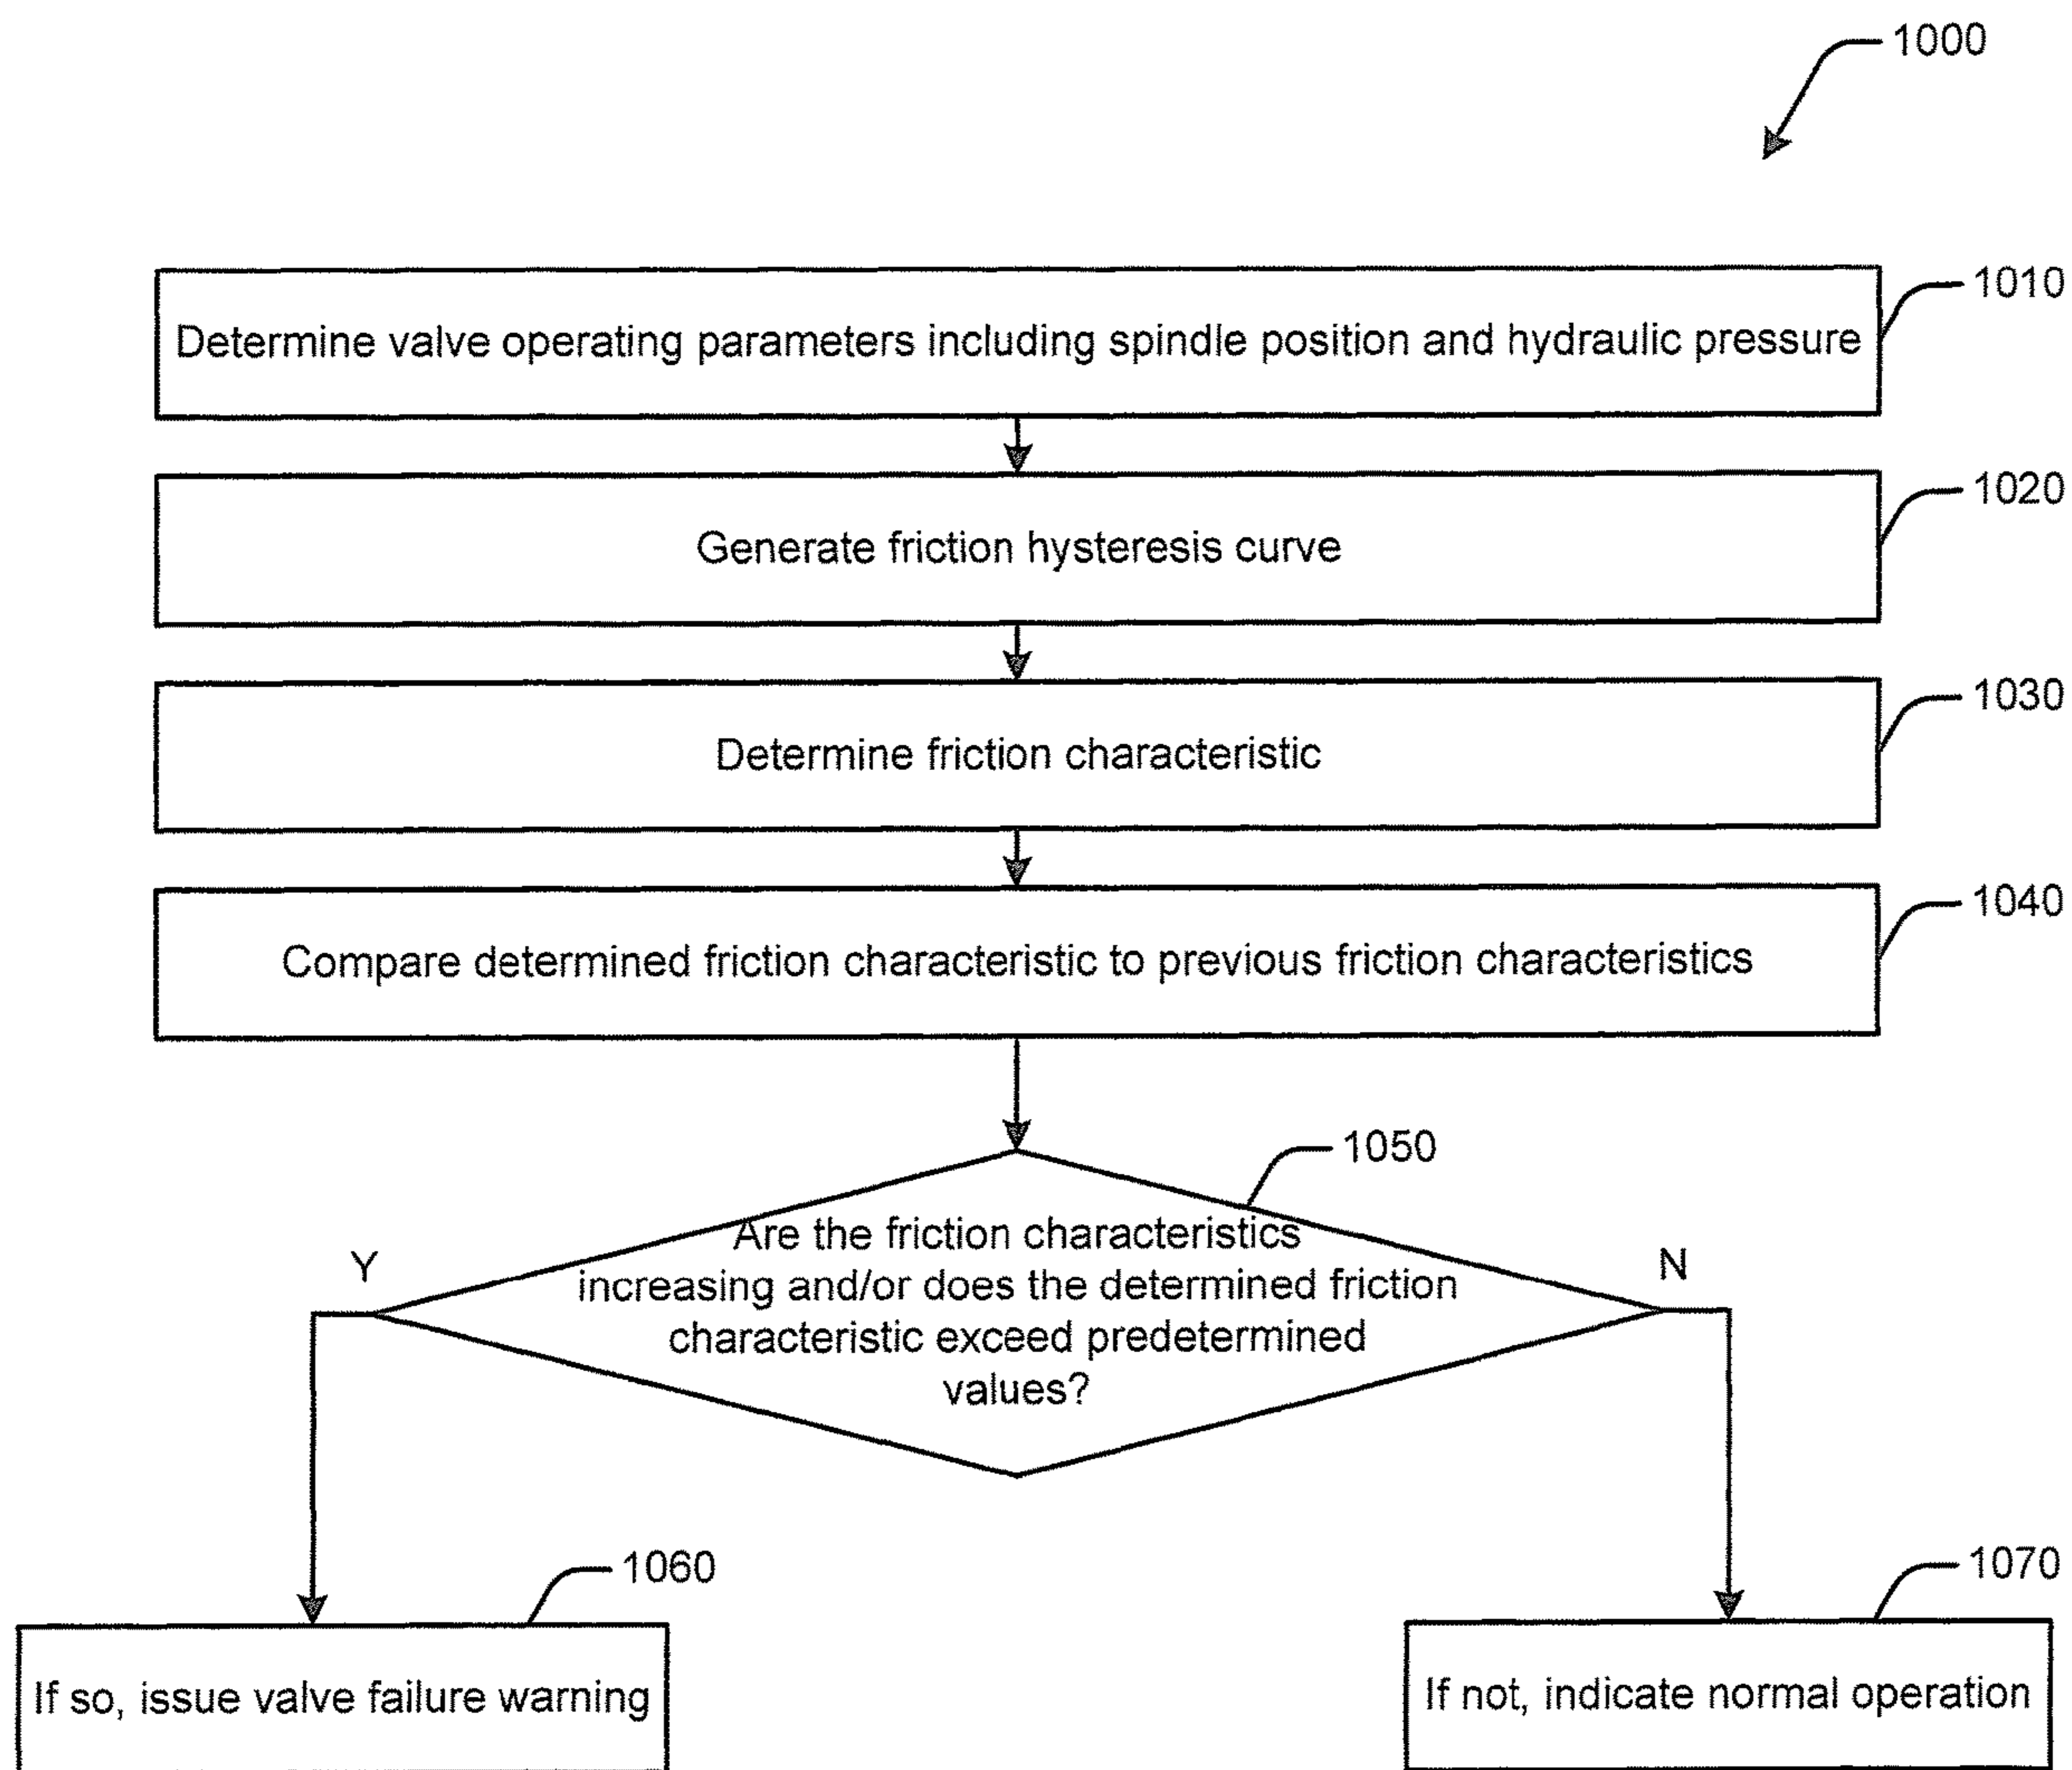 1000
Determine valve operating parameters including spindle position and hydraulic pressure
1010
Generate friction hysteresis curve
1020
Determine friction characteristic
1030
Compare determined friction characteristic to previous friction characteristics
1040
1050
Are the friction characteristics
increasing and/or does the determined friction
characteristic exceed predetermined
values?
Y
N
1060
If so, issue valve failure warning
1070
If not, indicate normal operation